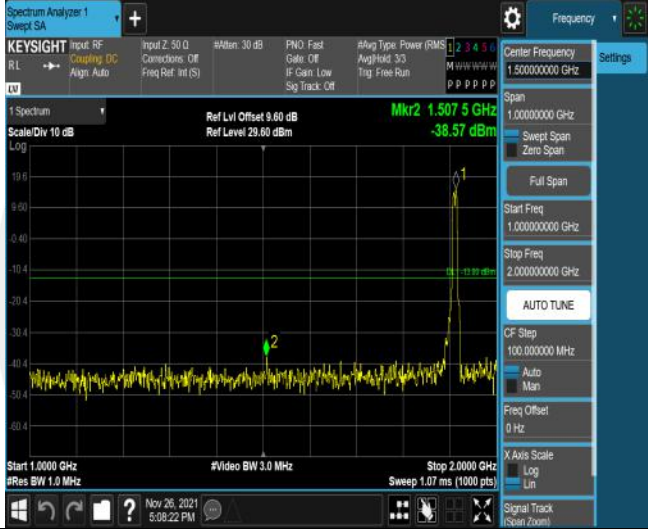 Spectrum Analyzer 1
Swept SA
+
Frequency
KEYSIGHT
RL
LV
Input: RF
Coupling: DC
Align: Auto
Input Z: 50 Ω
Corrections: Off
Freq Ref: Int (S)
#Atten: 30 dB
PNO: Fast
Gate: Off
IF Gain: Low
Sig Track: Off
#Avg Type: Power (RMS
Avg|Hold: 3/3
Trig: Free Run
1 2 3 4 5 6
M W W W W W
P P P P P P
1 Spectrum
Scale/Div 10 dB
Log
Ref Lvl Offset 9.60 dB
Ref Level 29.60 dBm
Mkr2 1.507 5 GHz
-38.57 dBm
19.6
9.60
-0.40
-10.4
-20.4
-30.4
-40.4
-50.4
-60.4
1
DL1 -13.00 dBm
2
Start 1.0000 GHz
#Res BW 1.0 MHz
#Video BW 3.0 MHz
Stop 2.0000 GHz
Sweep 1.07 ms (1000 pts)
?
Nov 26, 2021
5:08:22 PM
Center Frequency
1.500000000 GHz
Settings
Span
1.00000000 GHz
Swept Span
Zero Span
Full Span
Start Freq
1.000000000 GHz
Stop Freq
2.000000000 GHz
AUTO TUNE
CF Step
100.000000 MHz
Auto
Man
Freq Offset
0 Hz
X Axis Scale
Log
Lin
Signal Track
(Span Zoom)